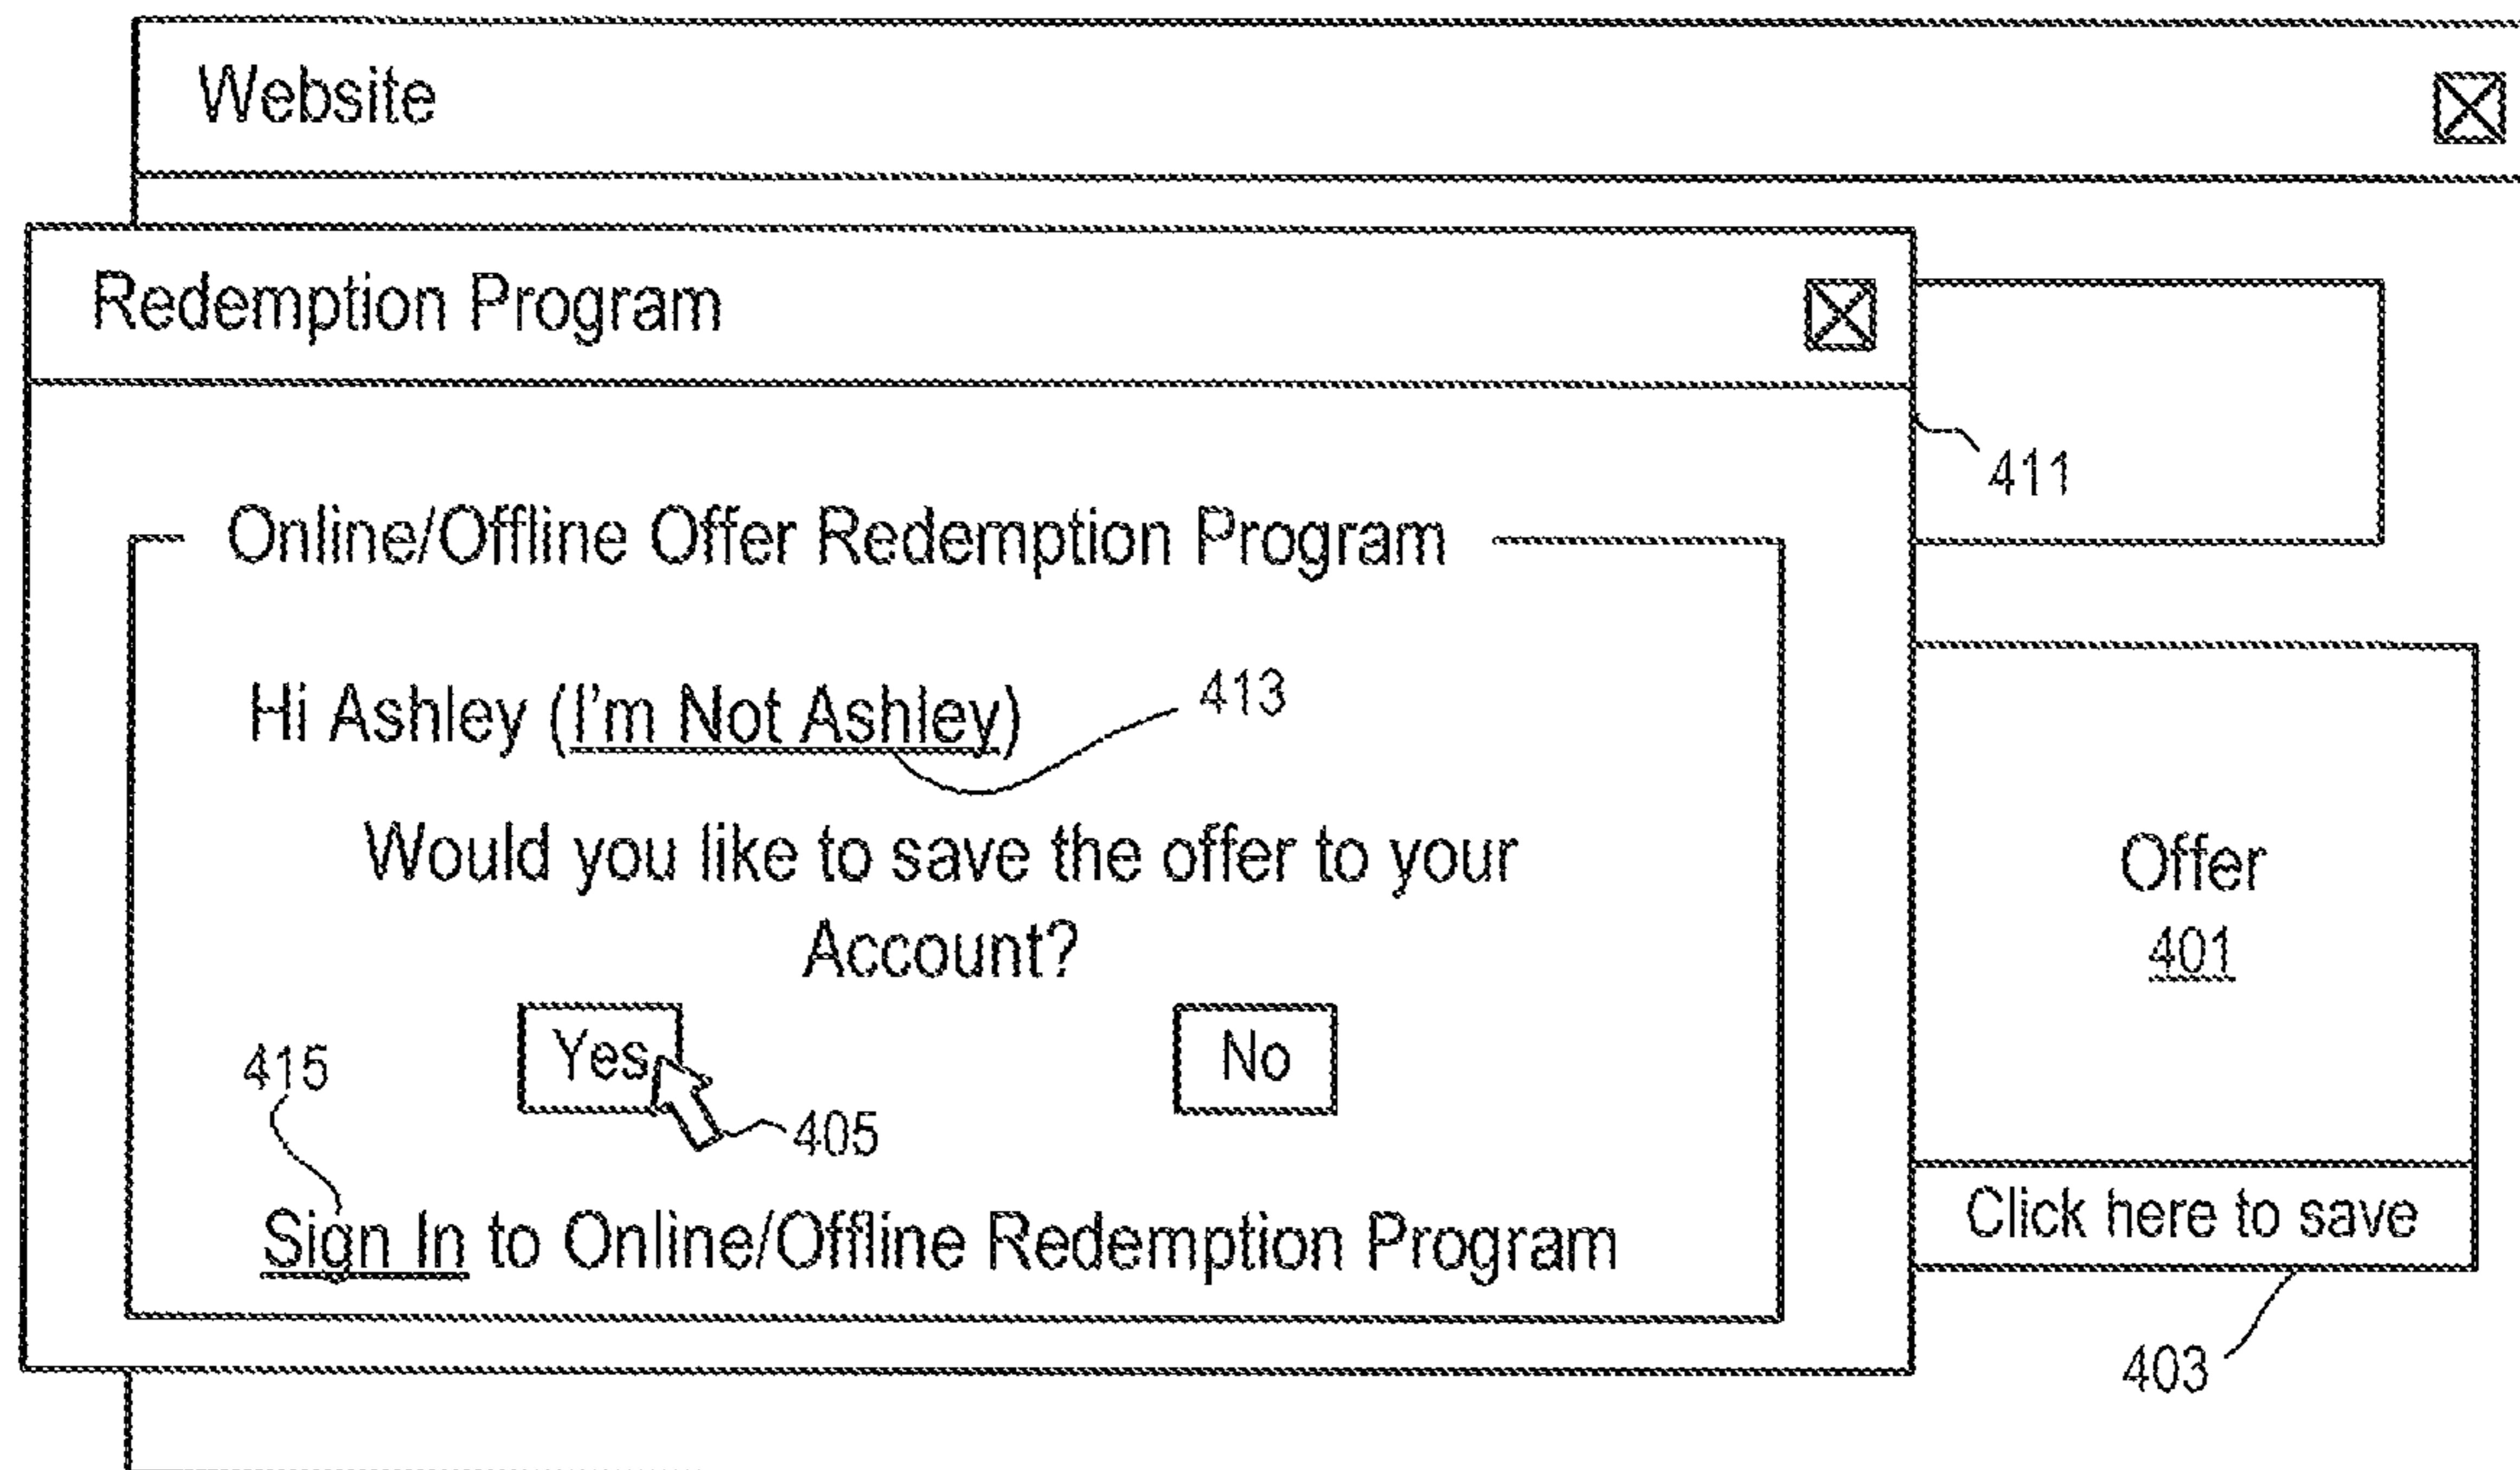 Website
Redemption Program
411
Online/Offline Offer Redemption Program
Hi Ashley (I'm Not Ashley)
413
Would you like to save the offer to your
Account?
Offer
401
Yes
No
415
405
Sign In to Online/Offline Redemption Program
Click here to save
403